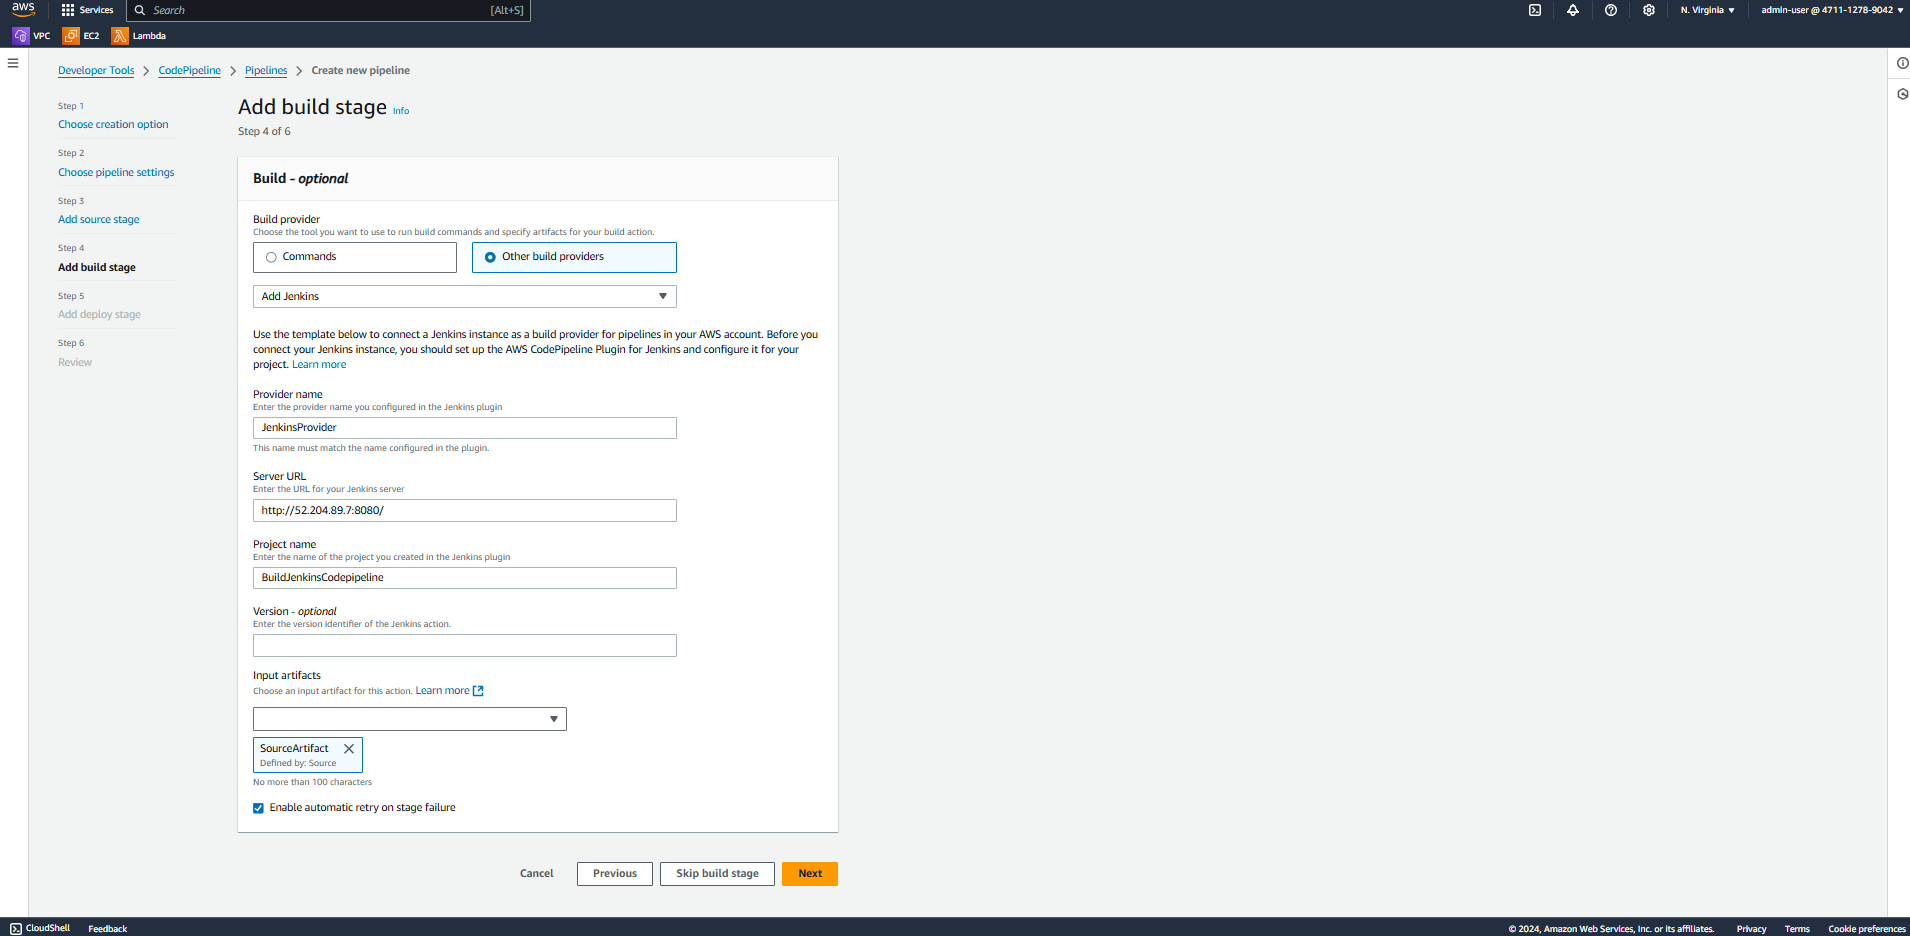 aws
Services
Search
[Alt+S]
N. Virginia
admin-user @ 4711-1278-9042
VPC
EC2
Lambda
Developer Tools
CodePipeline
Pipelines
Create new pipeline
Step 1
Choose creation option
Step 2
Choose pipeline settings
Step 3
Add source stage
Step 4
Add build stage
Step 5
Add deploy stage
Step 6
Review
Add build stage Info
Step 4 of 6
Build - optional
Build provider
Choose the tool you want to use to run build commands and specify artifacts for your build action.
Commands
Other build providers
Add Jenkins
Use the template below to connect a Jenkins instance as a build provider for pipelines in your AWS account. Before you
connect your Jenkins instance, you should set up the AWS CodePipeline Plugin for Jenkins and configure it for your
project. Learn more
Provider name
Enter the provider name you configured in the Jenkins plugin
JenkinsProvider
This name must match the name configured in the plugin.
Server URL
Enter the URL for your Jenkins server
http://52.204.89.7:8080/
Project name
Enter the name of the project you created in the Jenkins plugin
BuildJenkinsCodepipeline
Version - optional
Enter the version identifier of the Jenkins action.
Input artifacts
Choose an input artifact for this action. Learn more
SourceArtifact
Defined by: Source
No more than 100 characters
Enable automatic retry on stage failure
Cancel
Previous
Skip build stage
Next
CloudShell
Feedback
© 2024, Amazon Web Services, Inc. or its affiliates.
Privacy
Terms
Cookie preferences